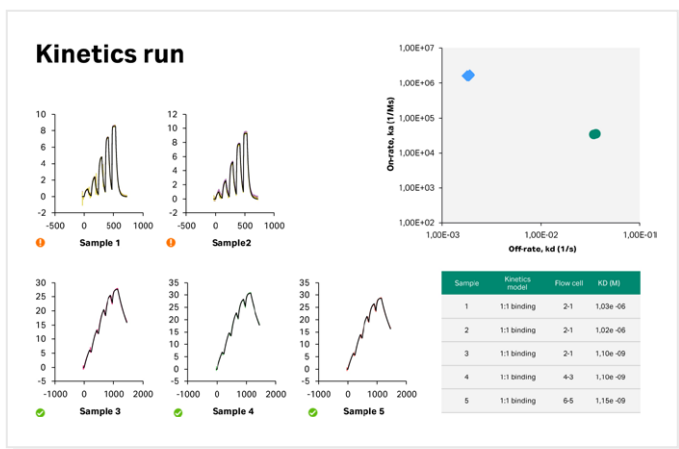 Kinetics run
10
8
6
4
2
0
-2
-500 0 500 1000
Sample 1
12
10
8
6
4
2
0
-2
-500 0 500 1000
Sample2
1,00E+07
1,00E+06
1,00E+05
1,00E+04
1,00E+03
1,00E+02
On-rate, ka (1/Ms)
1,00E-03 1,00E-02 1,00E-01
Off-rate, kd (1/s)
30
25
20
15
10
5
0
-5
-1000 0 1000 2000
Sample 3
35
30
25
20
15
10
5
0
-5
-1000 0 1000 2000
Sample 4
35
30
25
20
15
10
5
0
-5
-1000 0 1000 2000
Sample 5
Sample Kinetics model Flow cell KD (M)
1 1:1 binding 2-1 1,03e -06
2 1:1 binding 2-1 1,02e -06
3 1:1 binding 2-1 1,10e -09
4 1:1 binding 4-3 1,10e -09
5 1:1 binding 6-5 1,15e -09